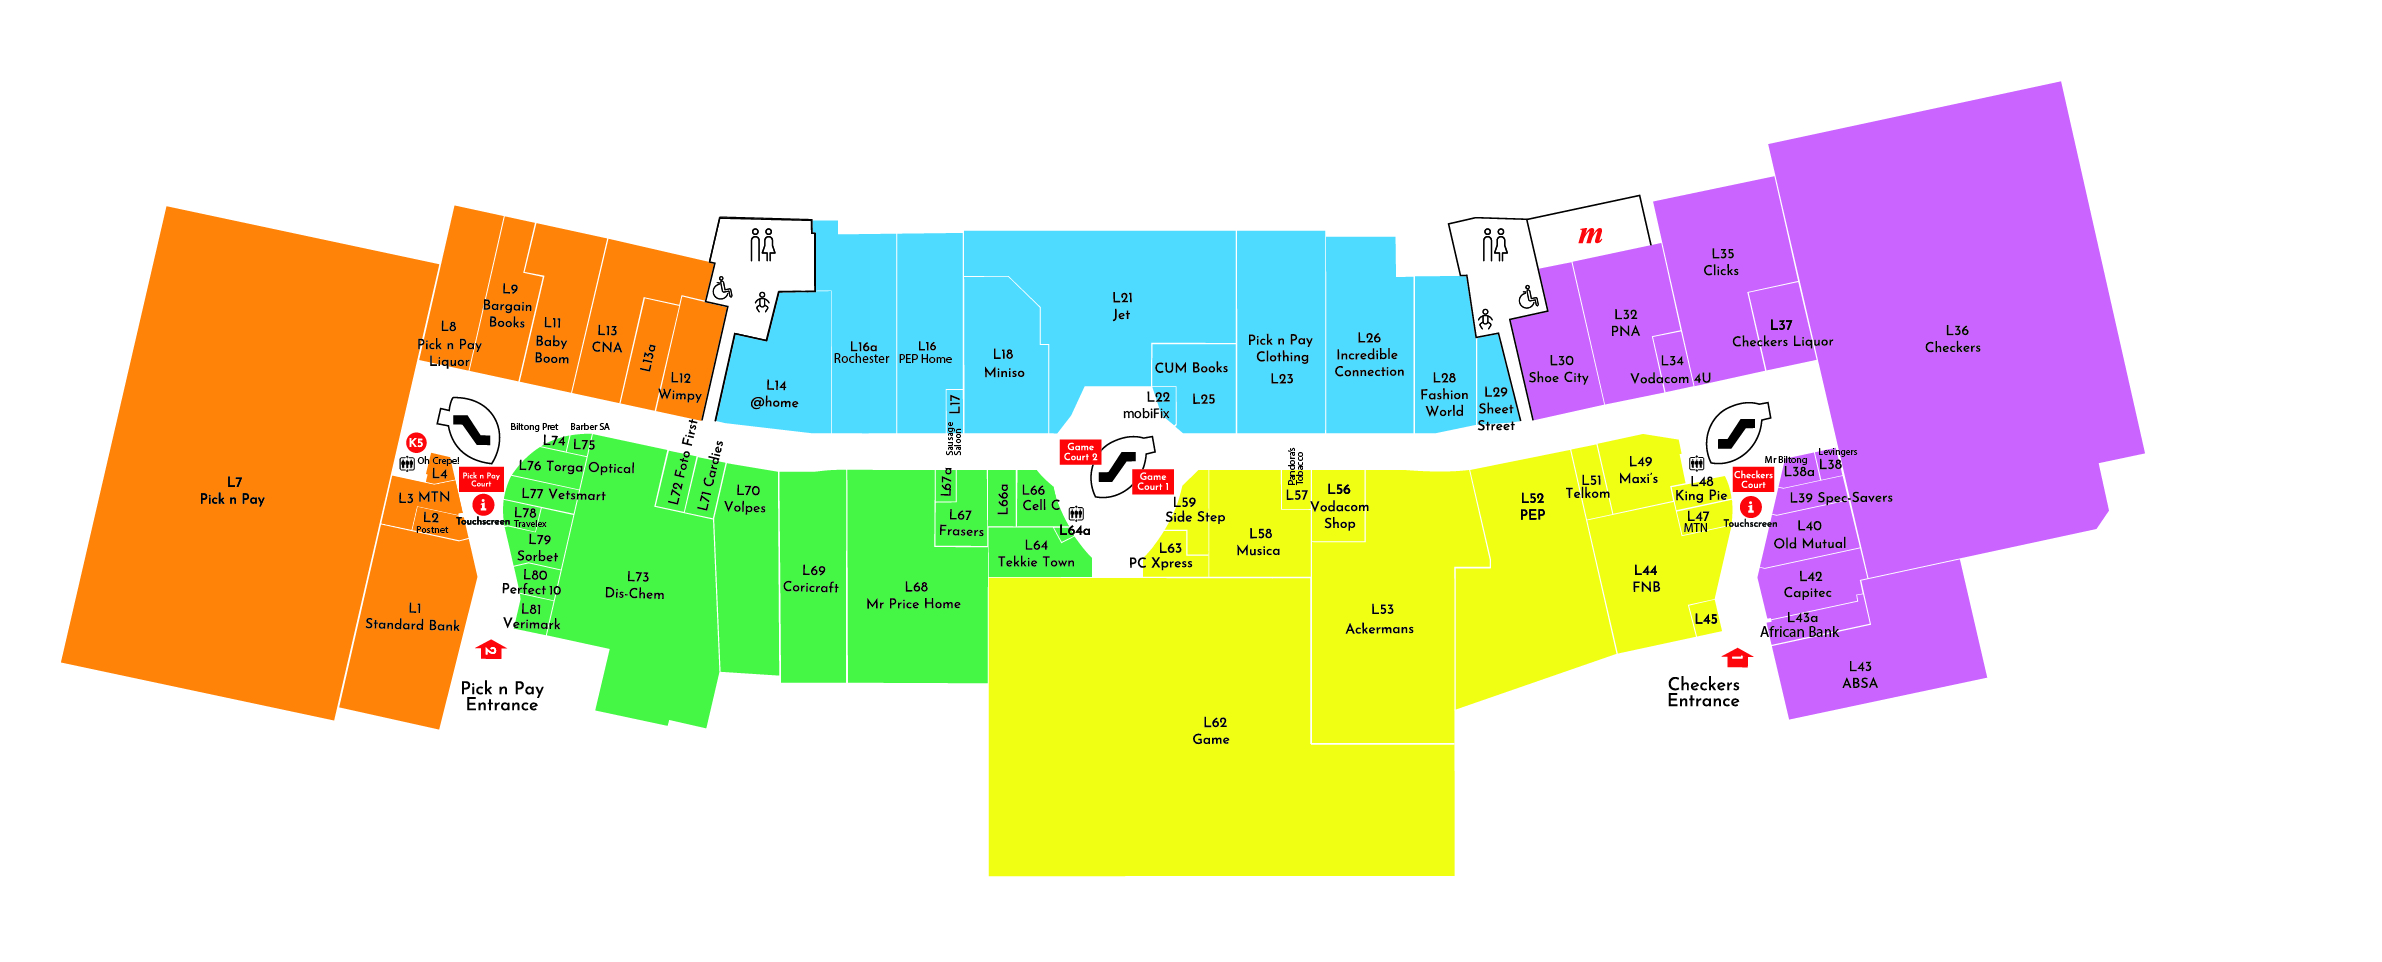 L7
Pick n Pay
L8
Pick n Pay
Liquor
L9
Bargain
Books
L11
Baby
Boom
L13
CNA
L13a
L12
Wimpy
L14
@home
L16a
Rochester
L16
PEP Home
L17
Sausage
Saloon
L18
Miniso
L21
Jet
CUM Books
L25
L22
mobiFix
Pick n Pay
Clothing
L23
L26
Incredible
Connection
L28
Fashion
World
L29
Sheet
Street
m
L30
Shoe City
L32
PNA
L34
Vodacom 4U
L35
Clicks
L37
Checkers Liquor
L36
Checkers
K5
Oh Crepe!
L4
L3 MTN
L2
Postnet
L1
Standard Bank
Pick n Pay
Court
i
Touchscreen
2
Pick n Pay
Entrance
Biltong Pret
L74
Barber SA
L75
L76 Torga Optical
L77 Vetsmart
L78
Travelex
L79
Sorbet
L80
Perfect 10
L81
Verimark
L73
Dis-Chem
L72 Foto First
L71 Cardies
L70
Volpes
L69
Coricraft
L68
Mr Price Home
L67a
L67
Frasers
L66a
L66
Cell C
L64a
L64
Tekkie Town
Game
Court 2
Game
Court 1
L59
Side Step
L63
PC Xpress
L58
Musica
Pandora's
Tobacco
L57
L56
Vodacom
Shop
L53
Ackermans
L62
Game
L52
PEP
L51
Telkom
L49
Maxi's
L48
King Pie
L47
MTN
L44
FNB
L45
Checkers
Court
i
Touchscreen
1
Checkers
Entrance
Mr Biltong
L38a
Levingers
L38
L39 Spec-Savers
L40
Old Mutual
L42
Capitec
L43a
African Bank
L43
ABSA